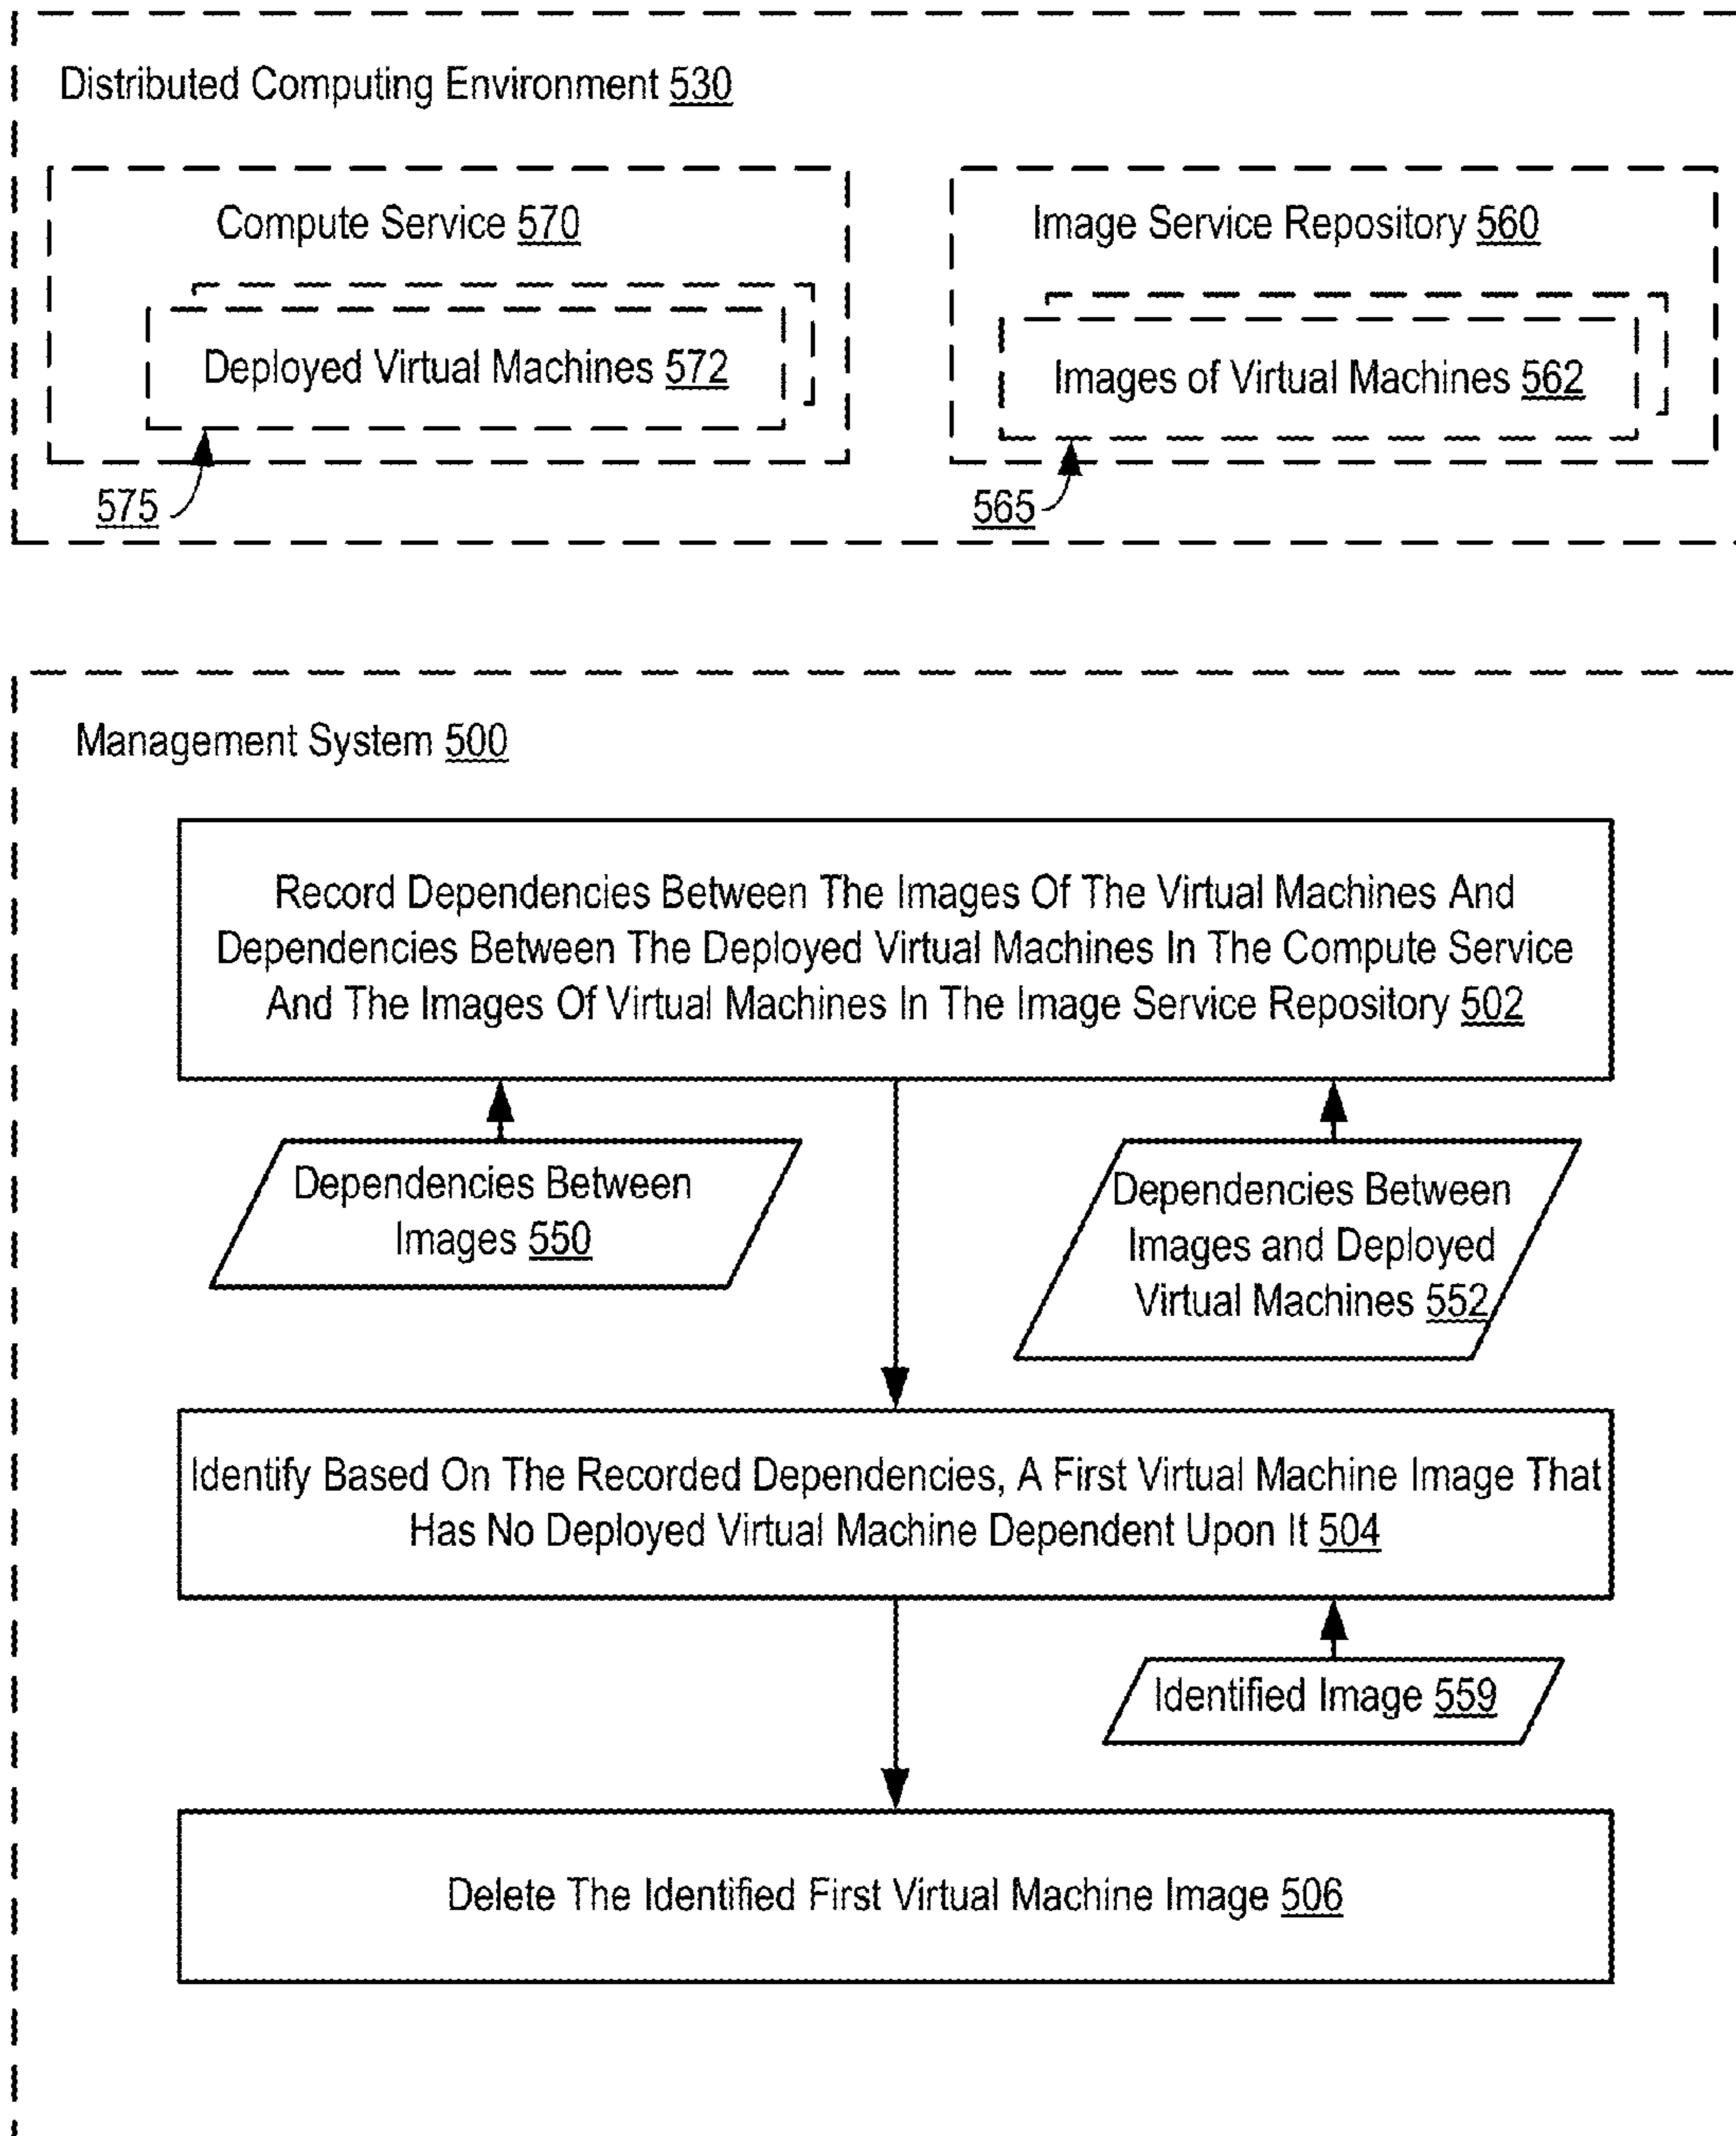 Distributed Computing Environment 530
Compute Service 570
Deployed Virtual Machines 572
575
Image Service Repository 560
Images of Virtual Machines 562
565
Management System 500
Record Dependencies Between The Images Of The Virtual Machines And
Dependencies Between The Deployed Virtual Machines In The Compute Service
And The Images Of Virtual Machines In The Image Service Repository 502
Dependencies Between
Images 550
Dependencies Between
Images and Deployed
Virtual Machines 552
Identify Based On The Recorded Dependencies, A First Virtual Machine Image That
Has No Deployed Virtual Machine Dependent Upon It 504
Identified Image 559
Delete The Identified First Virtual Machine Image 506